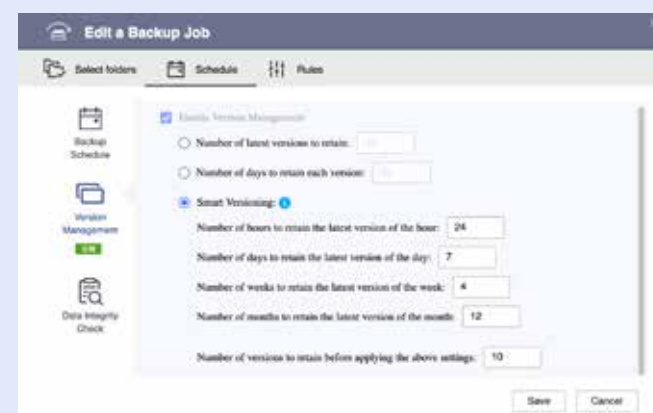 Edit a Backup Job
Select folders
Schedule
Rules
Backup
Schedule
Version
Management
Data Integrity
Check
Enable Version Management
Number of latest versions to retain:
Number of days to retain each version:
Smart Versioning:
Number of hours to retain the latest version of the hour: 24
Number of days to retain the latest version of the day: 7
Number of weeks to retain the latest version of the week: 4
Number of months to retain the latest version of the month: 12
Number of versions to retain before applying the above settings: 10
Save
Cancel